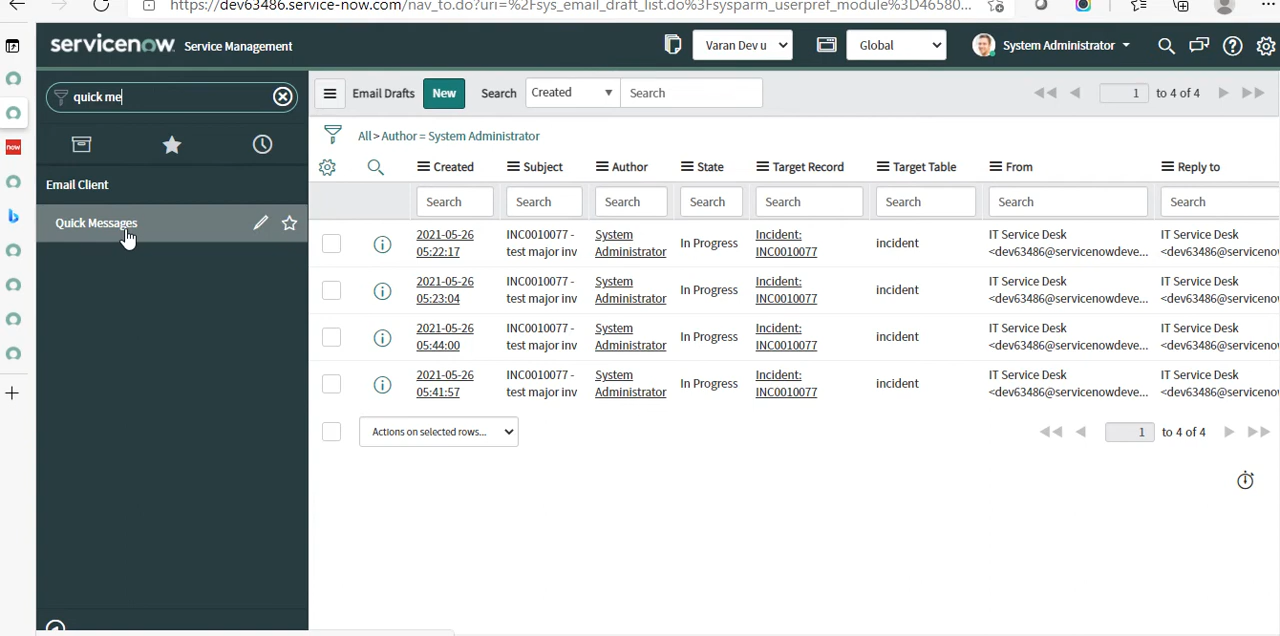 https://dev63486.service-now.com/nav_to.do?uri=%2Fsys_email_draft_list.do%3Fsysparm_userpref_module%3D46580...
servicenow Service Management
Varan Dev u
Global
System Administrator
quick me
Email Drafts New Search Created Search
1 to 4 of 4
All > Author = System Administrator
Created Subject Author State Target Record Target Table From Reply to
Search Search Search Search Search Search Search Search
Email Client
Quick Messages
now
2021-05-26 INC0010077 - System In Progress Incident: incident IT Service Desk IT Service Desk
05:22:17 test major inv Administrator INC0010077 <dev63486@servicenowdeve... <dev63486@servicenow
2021-05-26 INC0010077 - System In Progress Incident: incident IT Service Desk IT Service Desk
05:23:04 test major inv Administrator INC0010077 <dev63486@servicenowdeve... <dev63486@servicenow
2021-05-26 INC0010077 - System In Progress Incident: incident IT Service Desk IT Service Desk
05:44:00 test major inv Administrator INC0010077 <dev63486@servicenowdeve... <dev63486@servicenow
2021-05-26 INC0010077 - System In Progress Incident: incident IT Service Desk IT Service Desk
05:41:57 test major inv Administrator INC0010077 <dev63486@servicenowdeve... <dev63486@servicenow
Actions on selected rows...
1 to 4 of 4